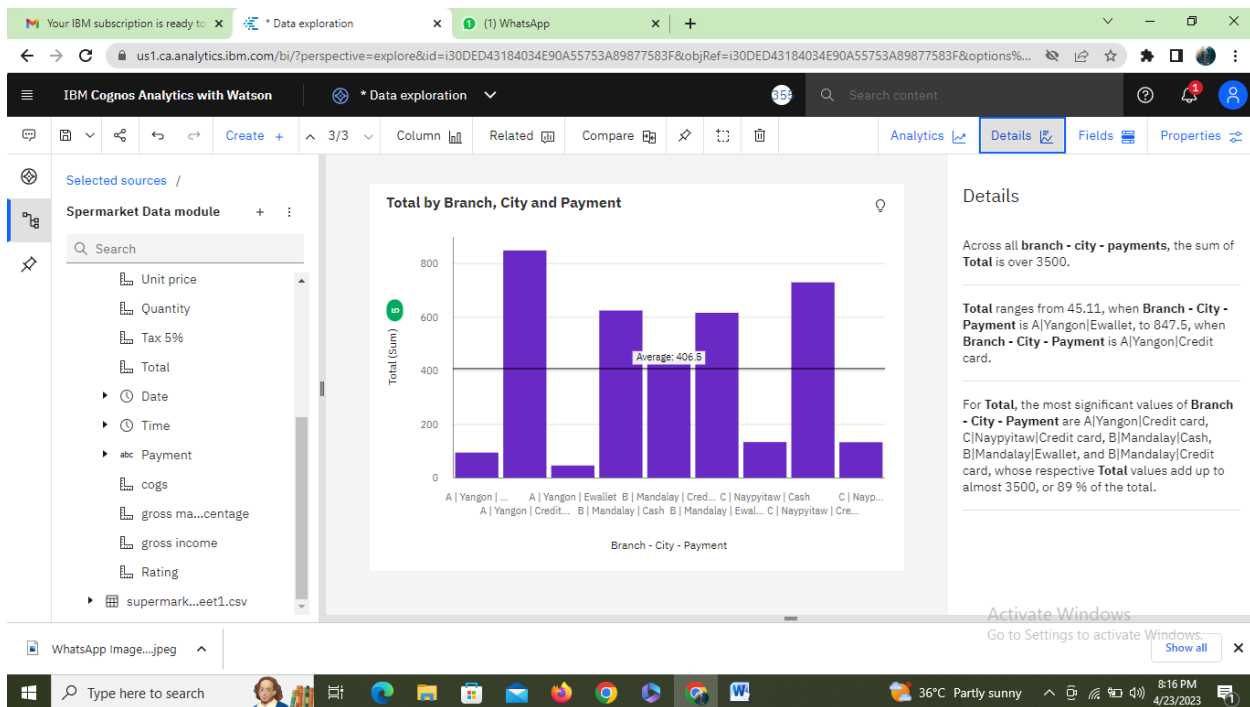 Your IBM subscription is ready to
* Data exploration
(1) WhatsApp
us1.ca.analytics.ibm.com/bi/?perspective=explore&id=i30DED43184034E90A55753A89877583F&objRef=i30DED43184034E90A55753A89877583F&options%...
IBM Cognos Analytics with Watson
* Data exploration
Search content
1
Create +
3/3
Column
Related
Compare
Analytics
Details
Fields
Properties
Selected sources /
Spermarket Data module
Search
Unit price
Quantity
Tax 5%
Total
Date
Time
abc Payment
cogs
gross ma...centage
gross income
Rating
supermark...eet1.csv
Total by Branch, City and Payment
800
600
400
200
0
5
Total (Sum)
Average: 406.5
A | Yangon | ... A | Yangon | Ewallet B | Mandalay | Cred... C | Naypyitaw | Cash C | Nayp...
A | Yangon | Credit... B | Mandalay | Cash B | Mandalay | Ewal... C | Naypyitaw | Cre...
Branch - City - Payment
Details
Across all branch - city - payments, the sum of
Total is over 3500.
Total ranges from 45.11, when Branch - City -
Payment is A|Yangon|Ewallet, to 847.5, when
Branch - City - Payment is A|Yangon|Credit
card.
For Total, the most significant values of Branch
- City - Payment are A|Yangon|Credit card,
C|Naypyitaw|Credit card, B|Mandalay|Cash,
B|Mandalay|Ewallet, and B|Mandalay|Credit
card, whose respective Total values add up to
almost 3500, or 89 % of the total.
Activate Windows
Go to Settings to activate Windows.
WhatsApp Image....jpeg
Show all
Type here to search
36°C Partly sunny
8:16 PM
4/23/2023
1